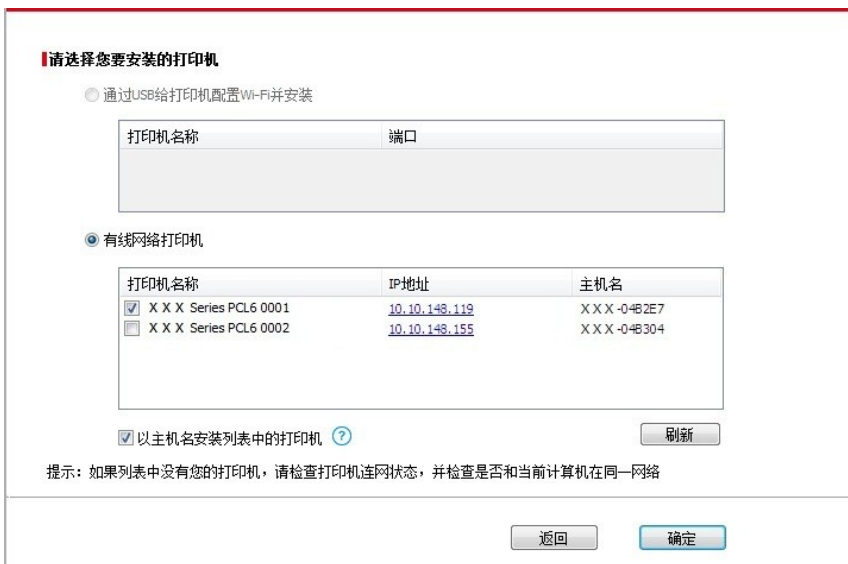 请选择您要安装的打印机
通过USB给打印机配置Wi-Fi并安装
打印机名称 端口
有线网络打印机
打印机名称 IP地址 主机名
X X X Series PCL6 0001 10.10.148.119 X X X -04B2E7
X X X Series PCL6 0002 10.10.148.155 X X X -04B304
以主机名安装列表中的打印机 ? 刷新
提示：如果列表中没有您的打印机，请检查打印机连网状态，并检查是否和当前计算机在同一网络
返回 确定